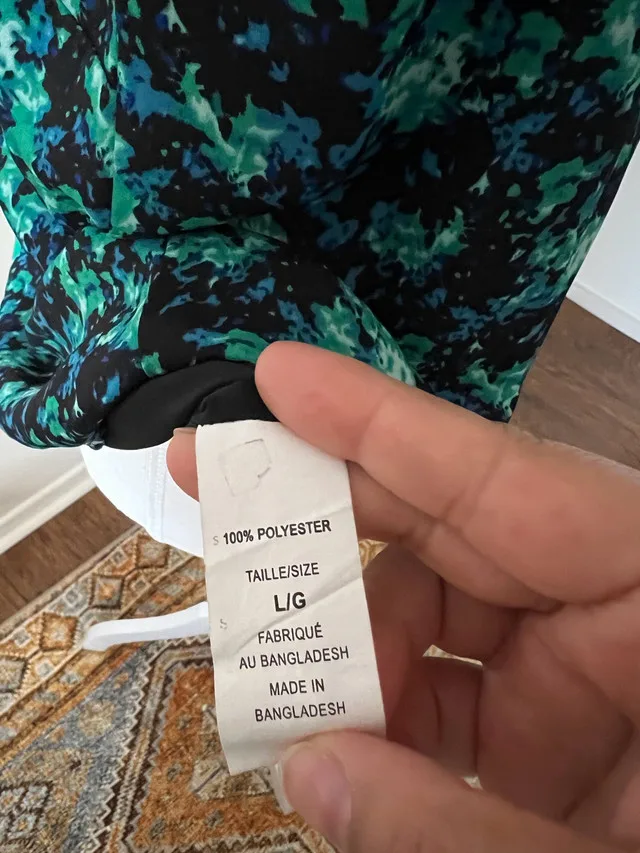 100% POLYESTER
TAILLE/SIZE
L/G
FABRIQUÉ
AU BANGLADESH
MADE IN
BANGLADESH